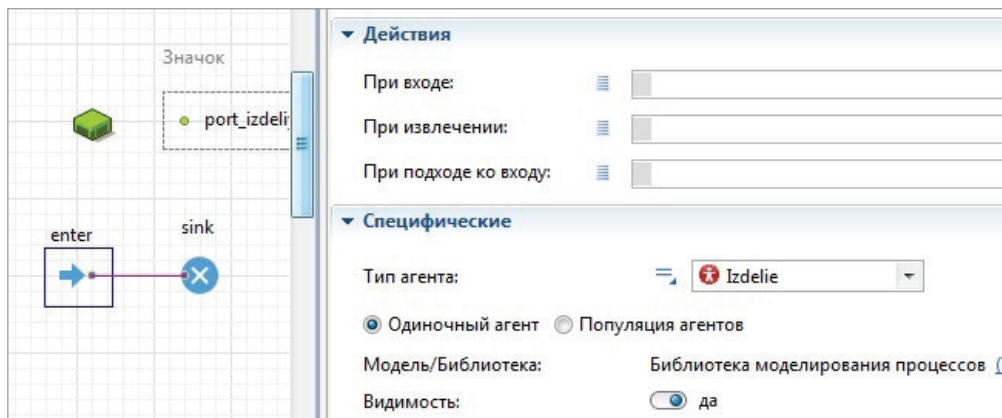 Значок
port_izdeli
enter
sink
Действия
При входе:
При извлечении:
При подходе ко входу:
Специфические
Тип агента:
Izdelie
Одиночный агент
Популяция агентов
Модель/Библиотека:
Библиотека моделирования процессов (
Видимость:
да